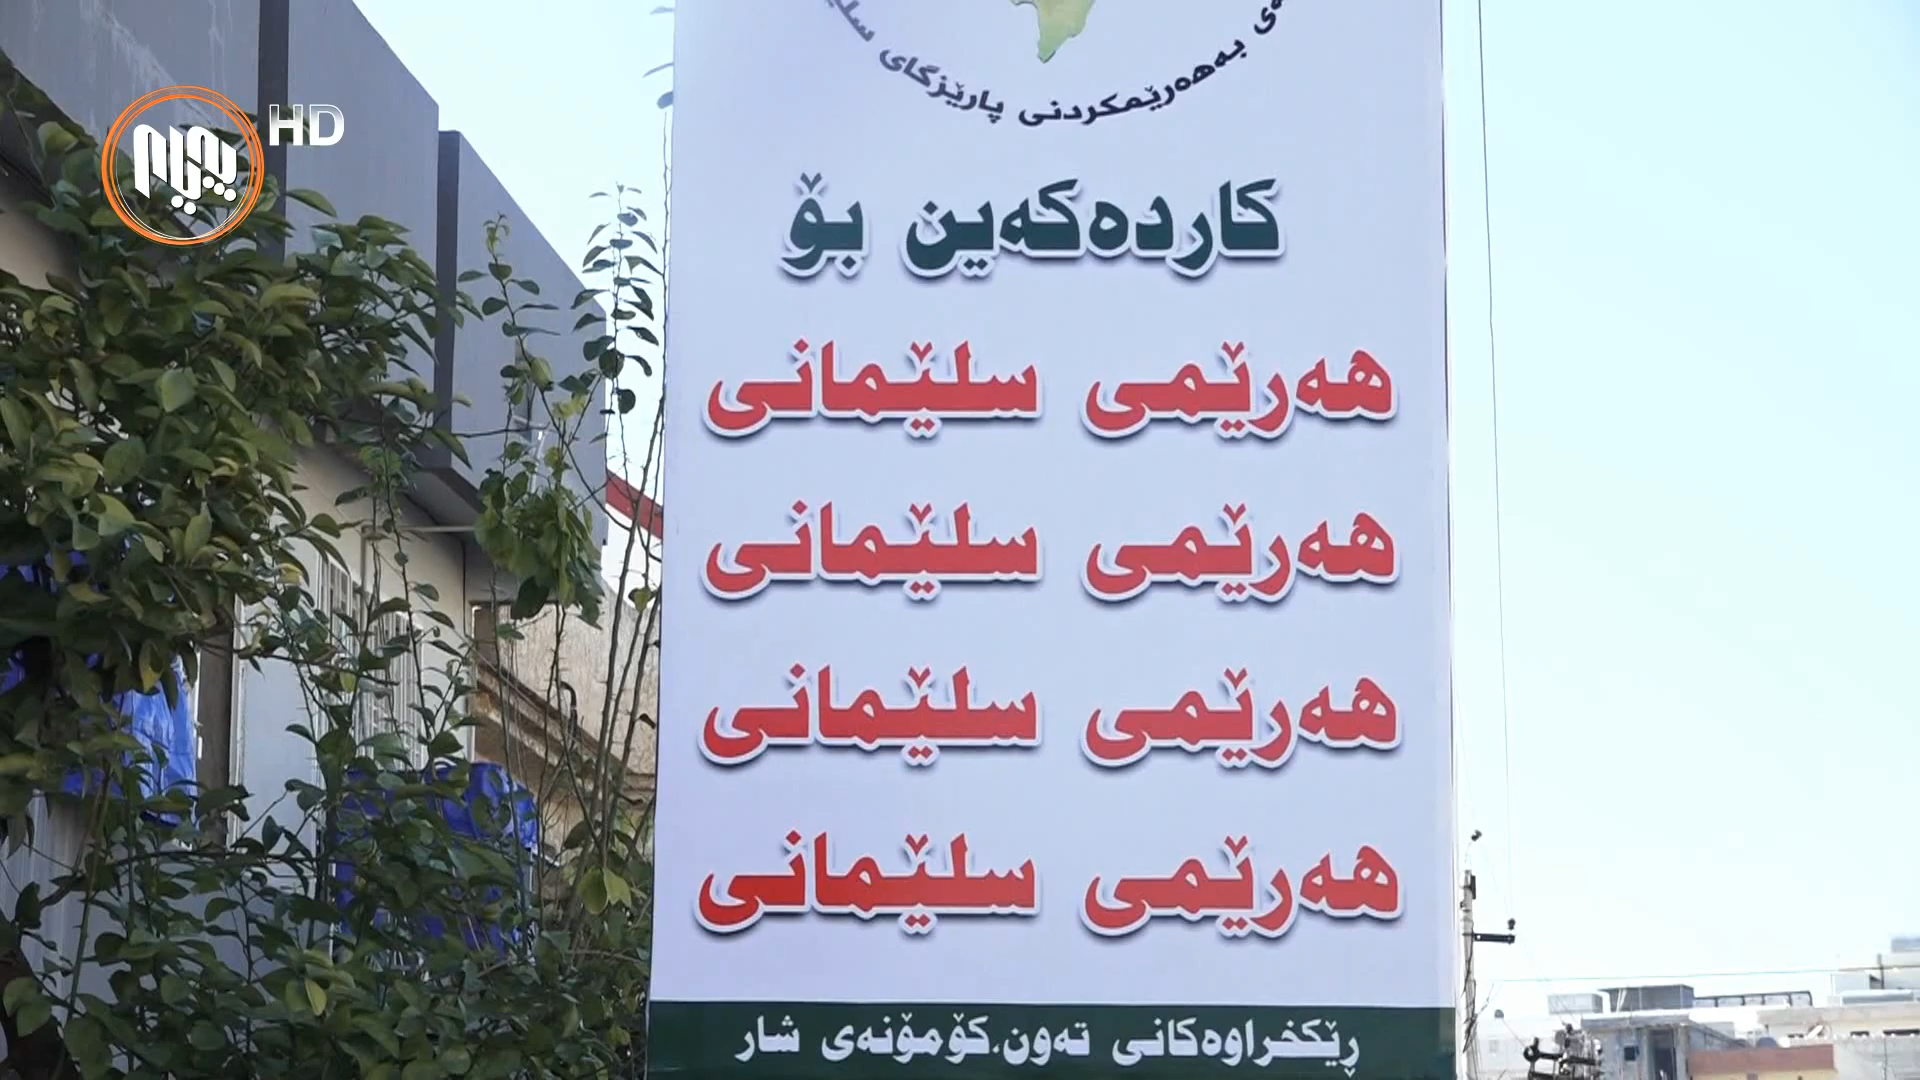 پەیام HD
بەهەرێمکردنی پارێزگای
کاردەکەین بۆ
هەرێمی سلێمانی
هەرێمی سلێمانی
هەرێمی سلێمانی
هەرێمی سلێمانی
ڕێکخراوەکانی تەون.کۆمۆنەی شار